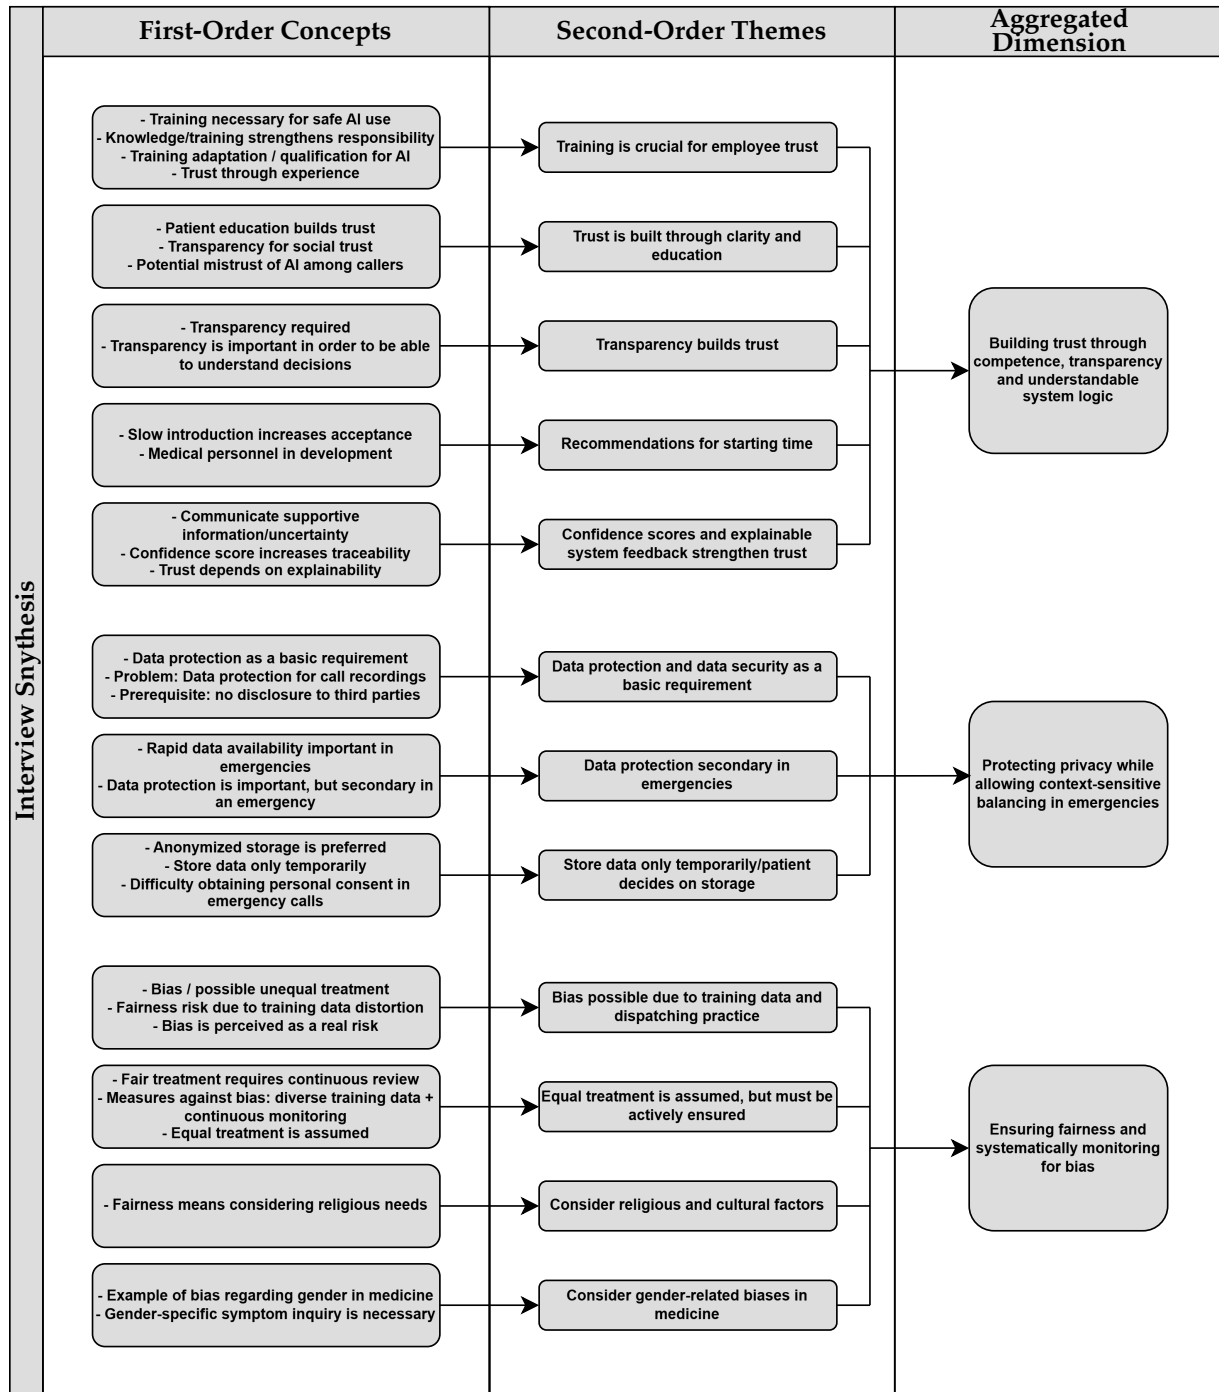 First-Order Concepts
Second-Order Themes
Aggregated
Dimension
Interview Snythesis
- Training necessary for safe AI use
- Knowledge/training strengthens responsibility
- Training adaptation / qualification for AI
- Trust through experience
Training is crucial for employee trust
- Patient education builds trust
- Transparency for social trust
- Potential mistrust of AI among callers
Trust is built through clarity and
education
- Transparency required
- Transparency is important in order to be able
to understand decisions
Transparency builds trust
- Slow introduction increases acceptance
- Medical personnel in development
Recommendations for starting time
- Communicate supportive
information/uncertainty
- Confidence score increases traceability
- Trust depends on explainability
Confidence scores and explainable
system feedback strengthen trust
Building trust through
competence, transparency
and understandable
system logic
- Data protection as a basic requirement
- Problem: Data protection for call recordings
- Prerequisite: no disclosure to third parties
Data protection and data security as a
basic requirement
- Rapid data availability important in
emergencies
- Data protection is important, but secondary in
an emergency
Data protection secondary in
emergencies
- Anonymized storage is preferred
- Store data only temporarily
- Difficulty obtaining personal consent in
emergency calls
Store data only temporarily/patient
decides on storage
Protecting privacy while
allowing context-sensitive
balancing in emergencies
- Bias / possible unequal treatment
- Fairness risk due to training data distortion
- Bias is perceived as a real risk
Bias possible due to training data and
dispatching practice
- Fair treatment requires continuous review
- Measures against bias: diverse training data +
continuous monitoring
- Equal treatment is assumed
Equal treatment is assumed, but must be
actively ensured
- Fairness means considering religious needs
Consider religious and cultural factors
- Example of bias regarding gender in medicine
- Gender-specific symptom inquiry is necessary
Consider gender-related biases in
medicine
Ensuring fairness and
systematically monitoring
for bias